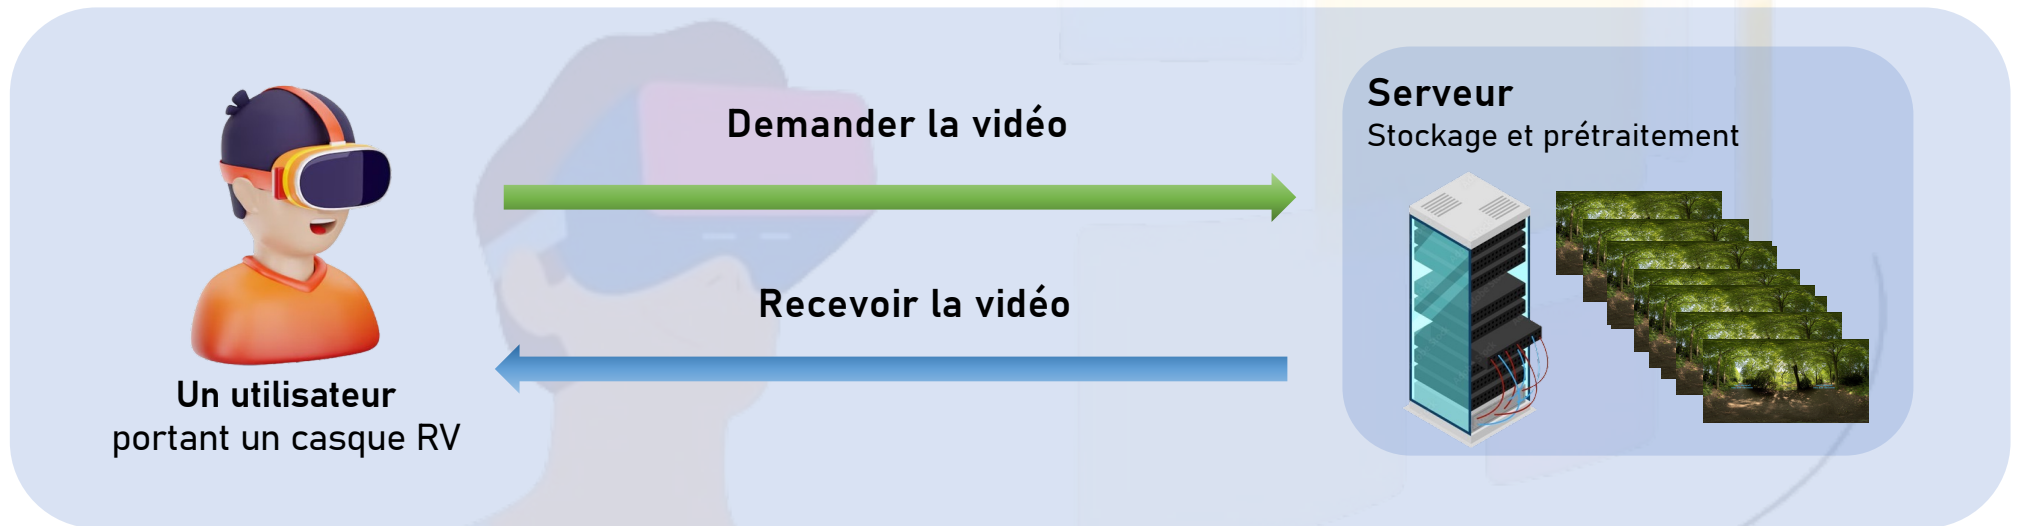 Demander la vidéo
Recevoir la vidéo
Un utilisateur
portant un casque RV
Serveur
Stockage et prétraitement